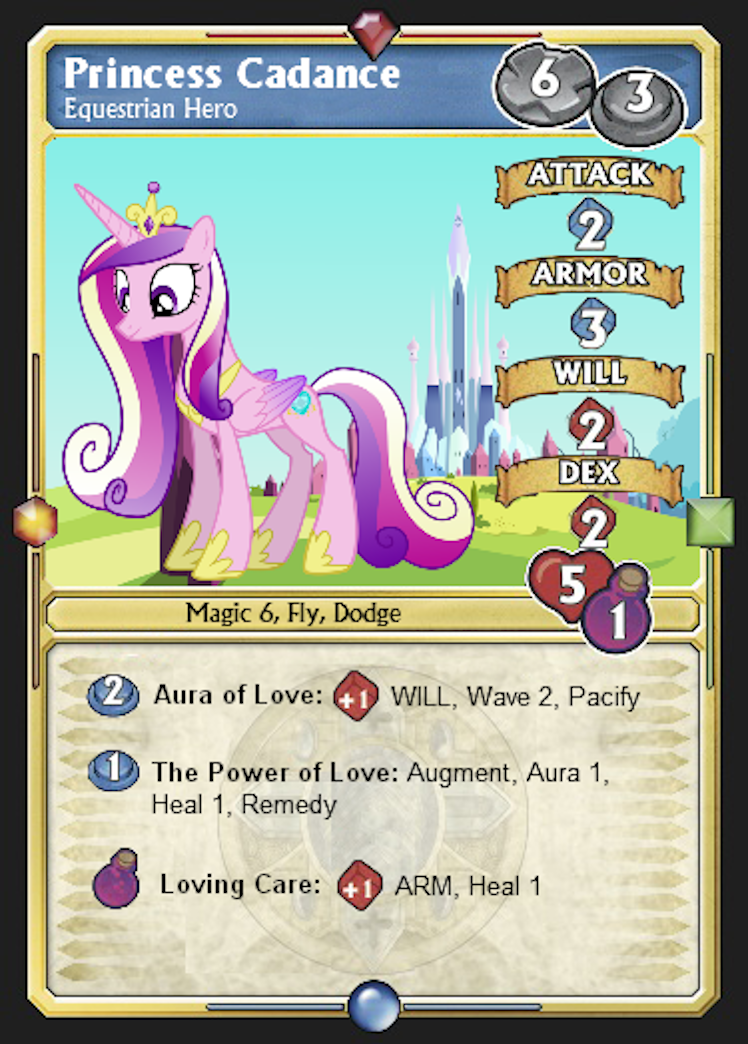 Princess Cadance
Equestrian Hero
6
3
ATTACK
2
ARMOR
3
WILL
2
DEX
2
5
1
Magic 6, Fly, Dodge
2 Aura of Love: +1 WILL, Wave 2, Pacify
1 The Power of Love: Augment, Aura 1,
Heal 1, Remedy
Loving Care: +1 ARM, Heal 1